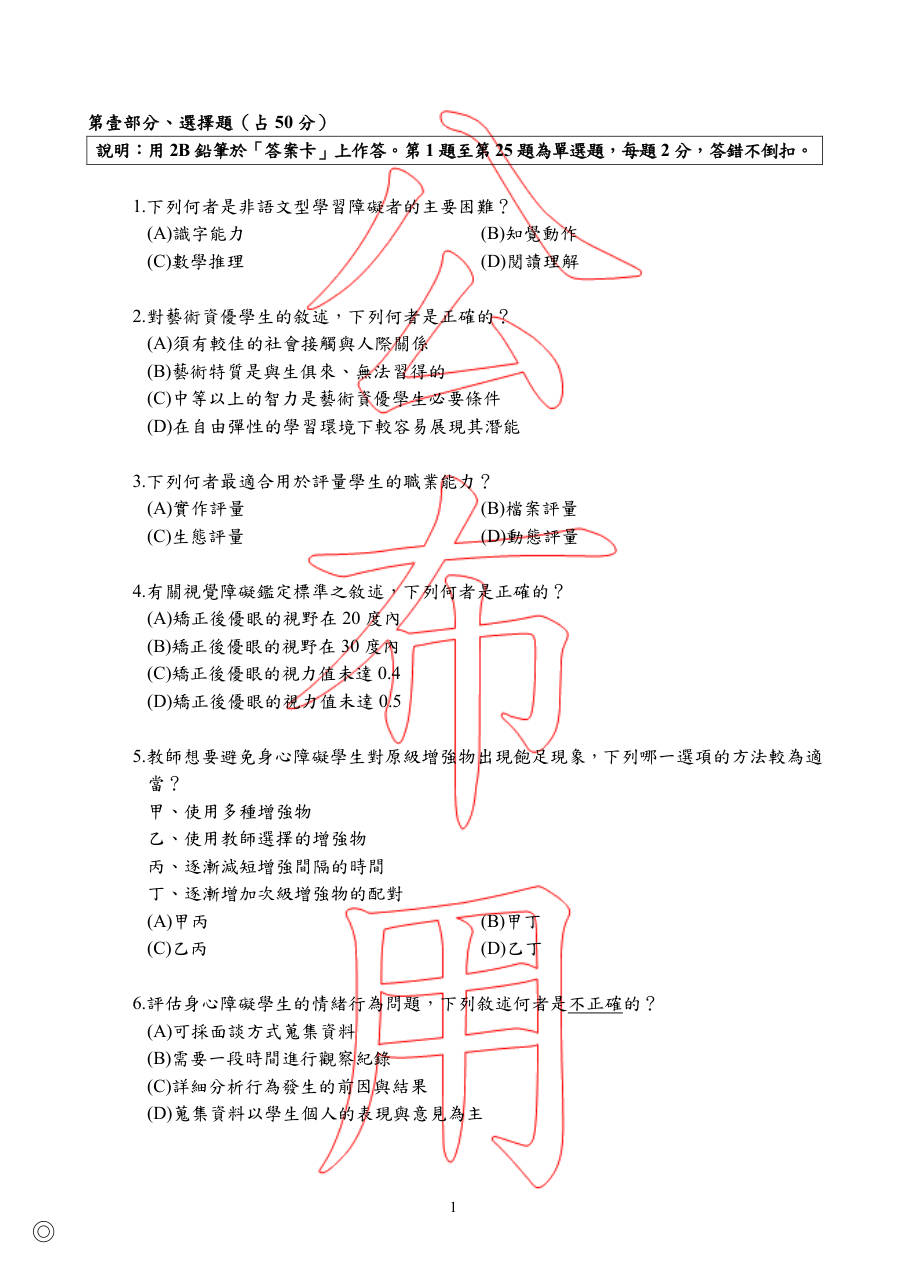 第壹部分、選擇題（占 50 分）
說明：用 2B 鉛筆於「答案卡」上作答。第 1 題至第 25 題為單選題，每題 2 分，答錯不倒扣。
1.下列何者是非語文型學習障礙者的主要困難？
(A)識字能力 (B)知覺動作
(C)數學推理 (D)閱讀理解
2.對藝術資優學生的敘述，下列何者是正確的？
(A)須有較佳的社會接觸與人際關係
(B)藝術特質是與生俱來、無法習得的
(C)中等以上的智力是藝術資優學生必要條件
(D)在自由彈性的學習環境下較容易展現其潛能
3.下列何者最適合用於評量學生的職業能力？
(A)實作評量 (B)檔案評量
(C)生態評量 (D)動態評量
4.有關視覺障礙鑑定標準之敘述，下列何者是正確的？
(A)矯正後優眼的視野在 20 度內
(B)矯正後優眼的視野在 30 度內
(C)矯正後優眼的視力值未達 0.4
(D)矯正後優眼的視力值未達 0.5
5.教師想要避免身心障礙學生對原級增強物出現飽足現象，下列哪一選項的方法較為適
當？
甲、使用多種增強物
乙、使用教師選擇的增強物
丙、逐漸減短增強間隔的時間
丁、逐漸增加次級增強物的配對
(A)甲丙 (B)甲丁
(C)乙丙 (D)乙丁
6.評估身心障礙學生的情緒行為問題，下列敘述何者是不正確的？
(A)可採面談方式蒐集資料
(B)需要一段時間進行觀察紀錄
(C)詳細分析行為發生的前因與結果
(D)蒐集資料以學生個人的表現與意見為主
公布用
1